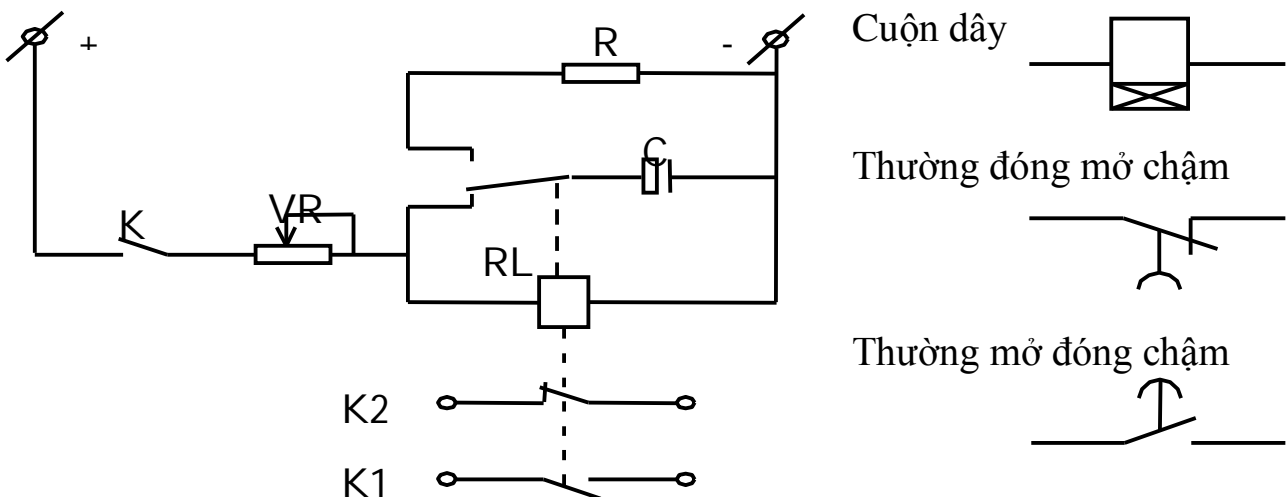 +
R
-
C
K
VR
RL
K2
K1
Cuộn dây
Thường đóng mở chậm
Thường mở đóng chậm